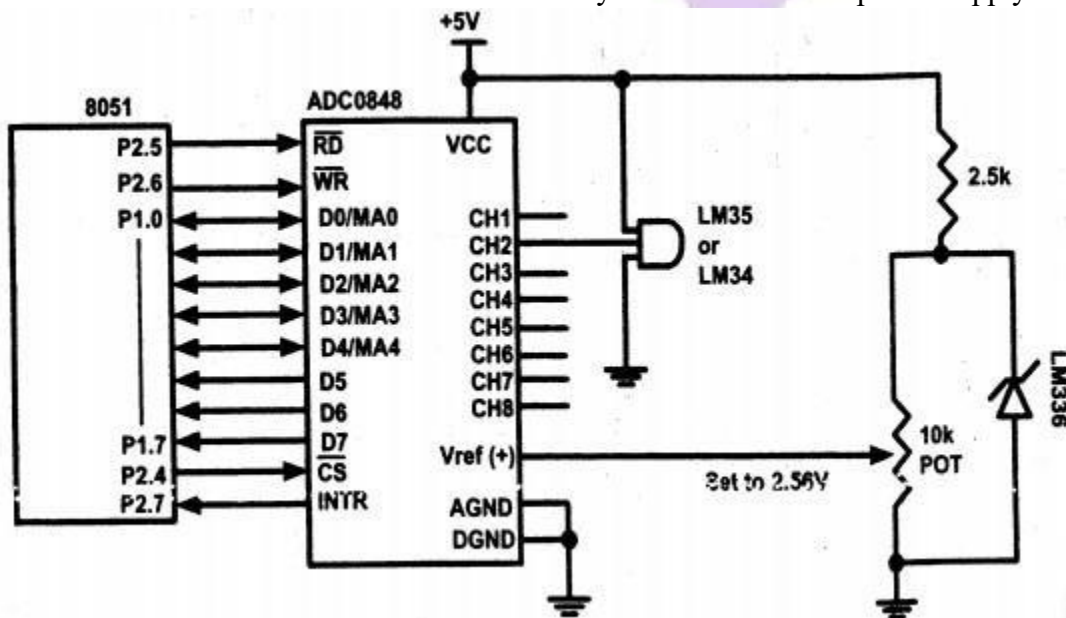 +5V
8051
ADC0848
P2.5
RD
VCC
P2.6
WR
2.5k
P1.0
D0/MA0
CH1
LM35
D1/MA1
CH2
or
D2/MA2
CH3
LM34
D3/MA3
CH4
D4/MA4
CH5
D5
CH6
D6
CH7
LM336
P1.7
D7
CH8
P2.4
CS
Vref (+)
10k
POT
Set to 2.56V
P2.7
INTR
AGND
DGND